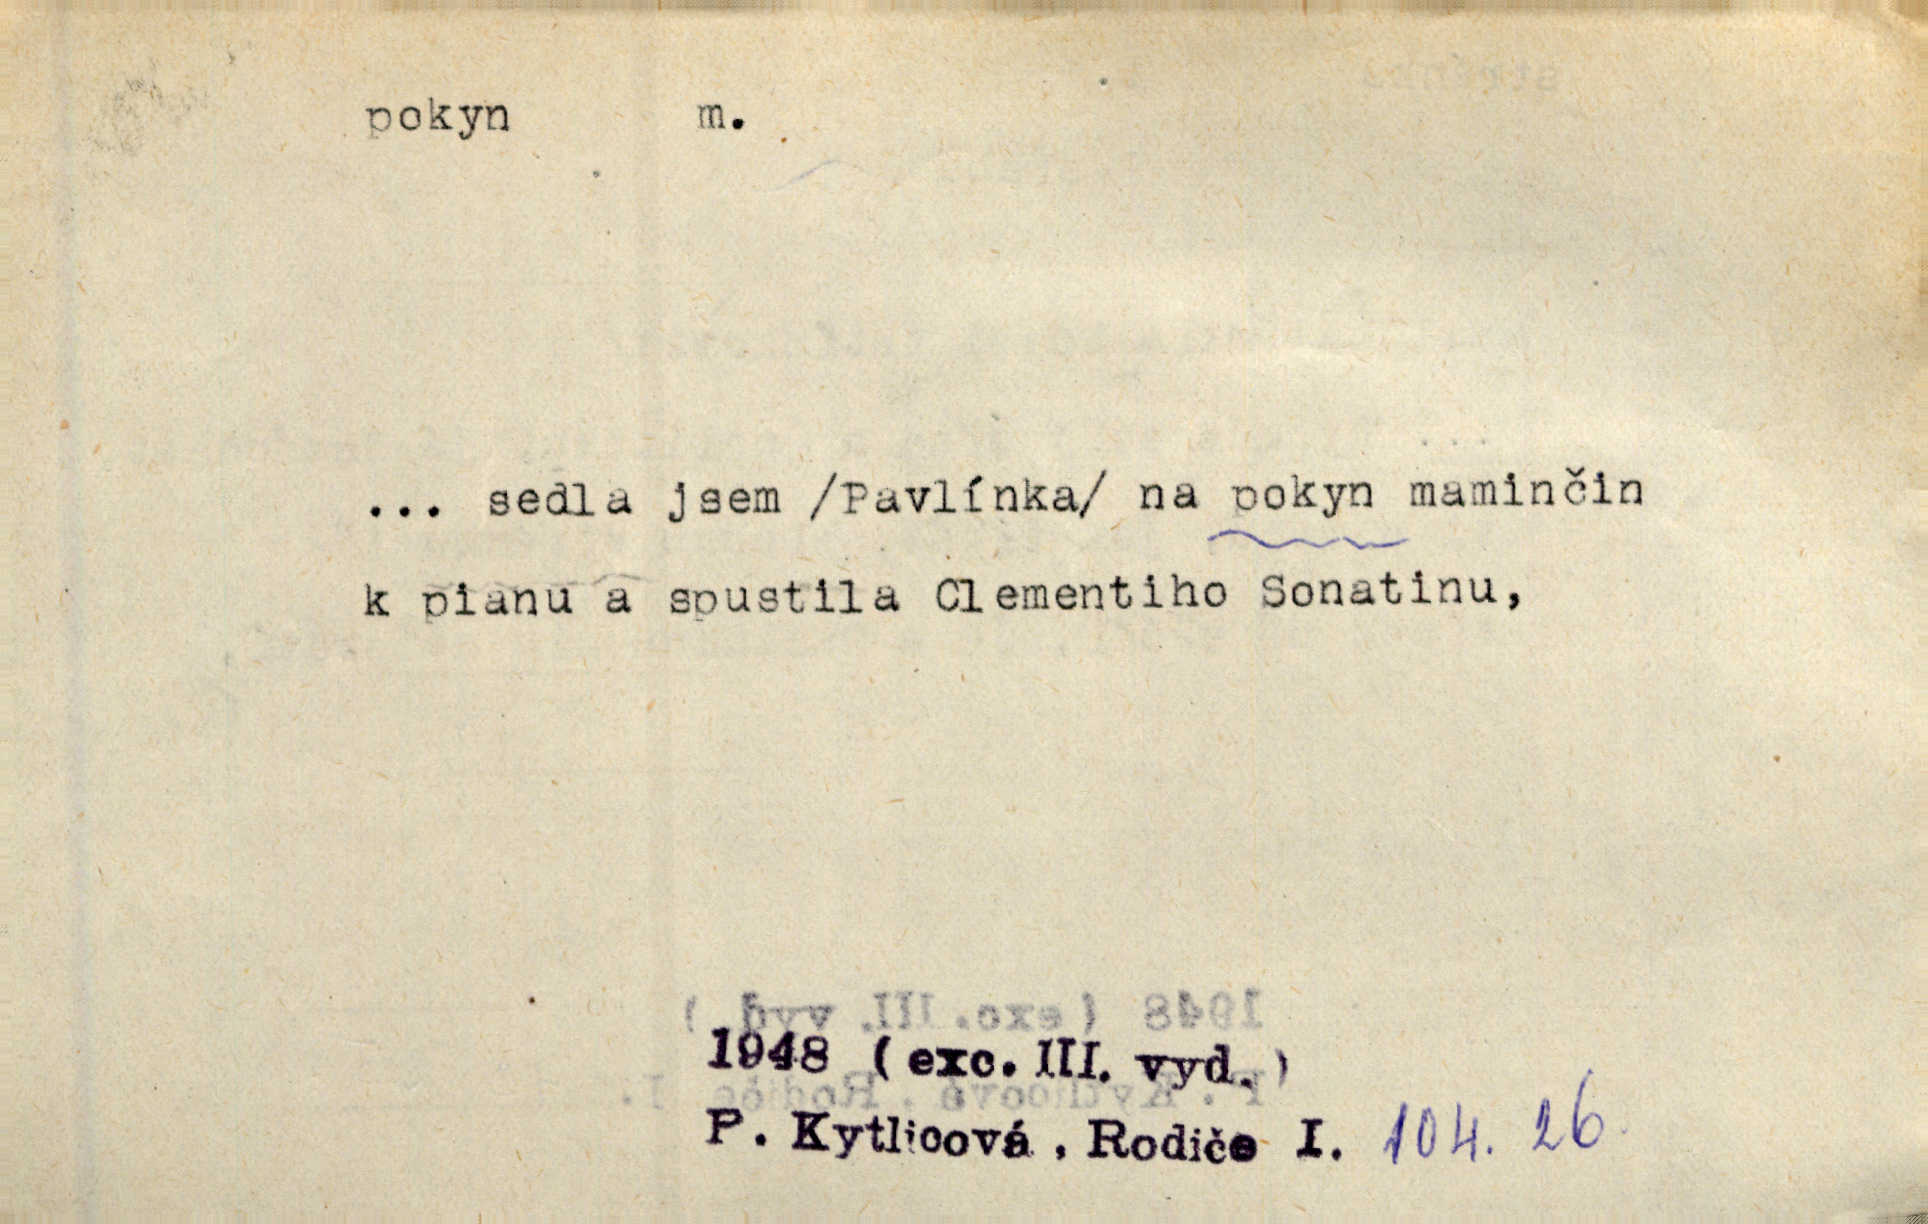 pokyn m.
... sedla jsem /Pavlínka/ na pokyn maminčin
k pianu a spustila Clementiho Sonatinu,
1948 (exc. III. vyd.)
P. Kytlicová, Rodiče I. 104. 26